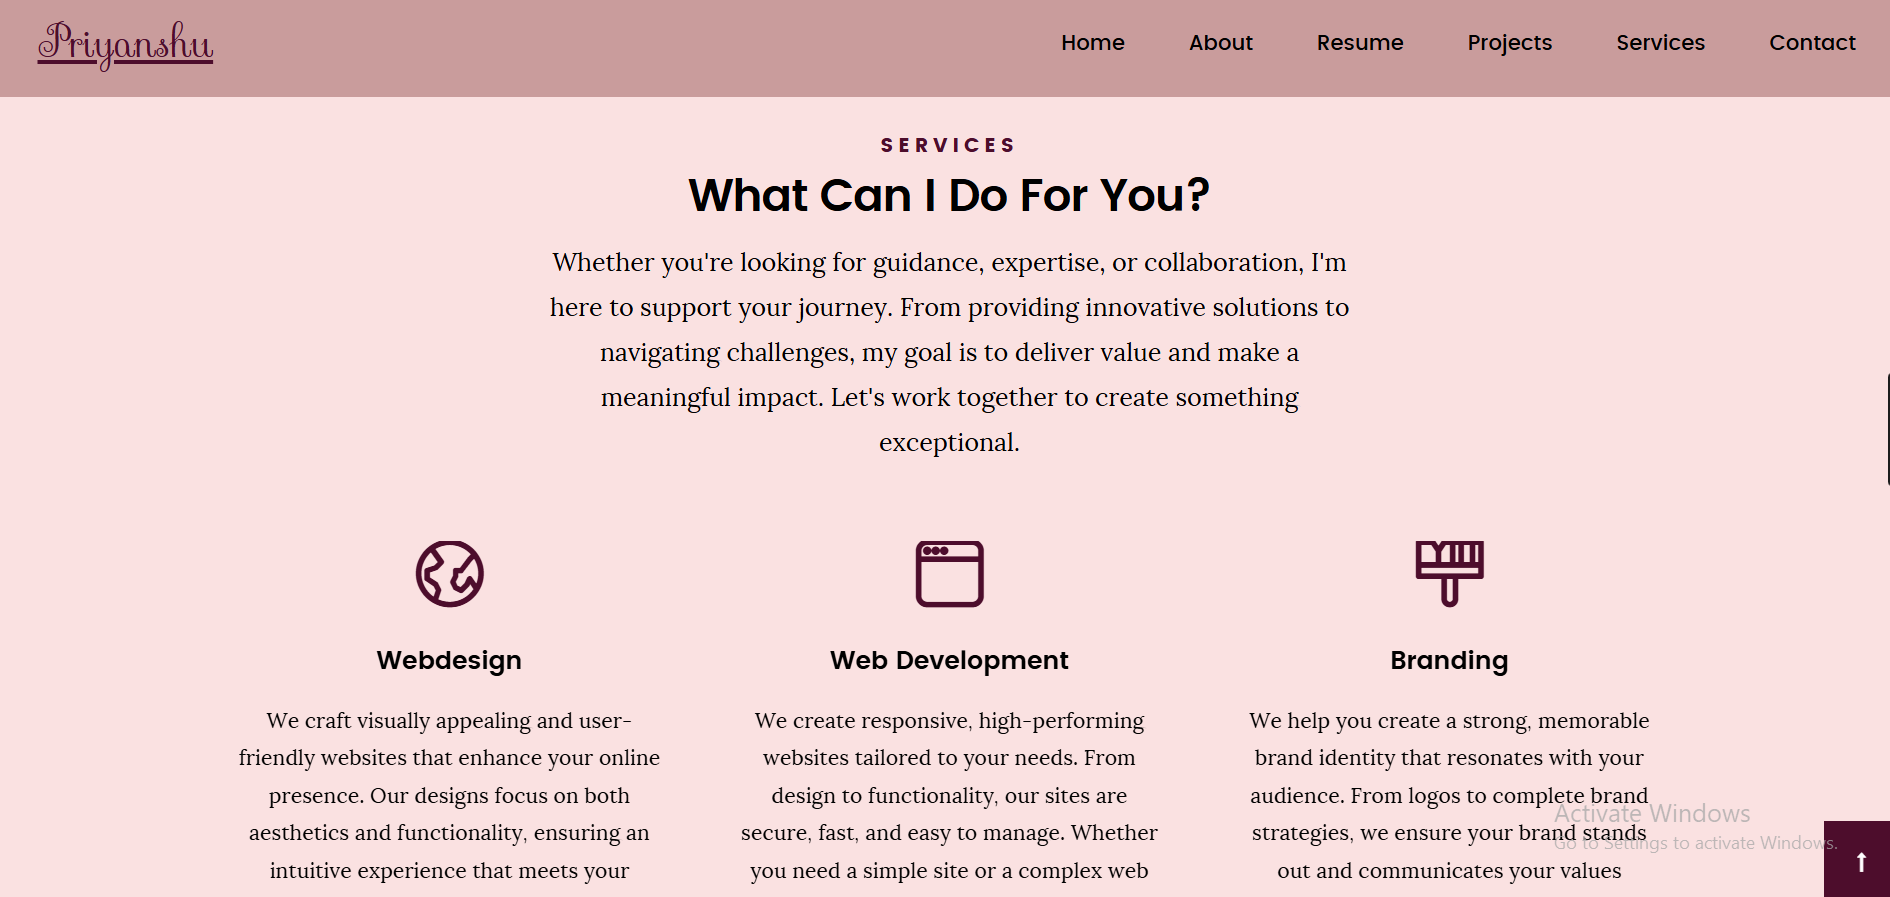 Priyanshu
Home About Resume Projects Services Contact
SERVICES
What Can I Do For You?
Whether you're looking for guidance, expertise, or collaboration, I'm
here to support your journey. From providing innovative solutions to
navigating challenges, my goal is to deliver value and make a
meaningful impact. Let's work together to create something
exceptional.
Webdesign
We craft visually appealing and user-
friendly websites that enhance your online
presence. Our designs focus on both
aesthetics and functionality, ensuring an
intuitive experience that meets your
Web Development
We create responsive, high-performing
websites tailored to your needs. From
design to functionality, our sites are
secure, fast, and easy to manage. Whether
you need a simple site or a complex web
Branding
We help you create a strong, memorable
brand identity that resonates with your
audience. From logos to complete brand
strategies, we ensure your brand stands
out and communicates your values
Activate Windows
Go to Settings to activate Windows.